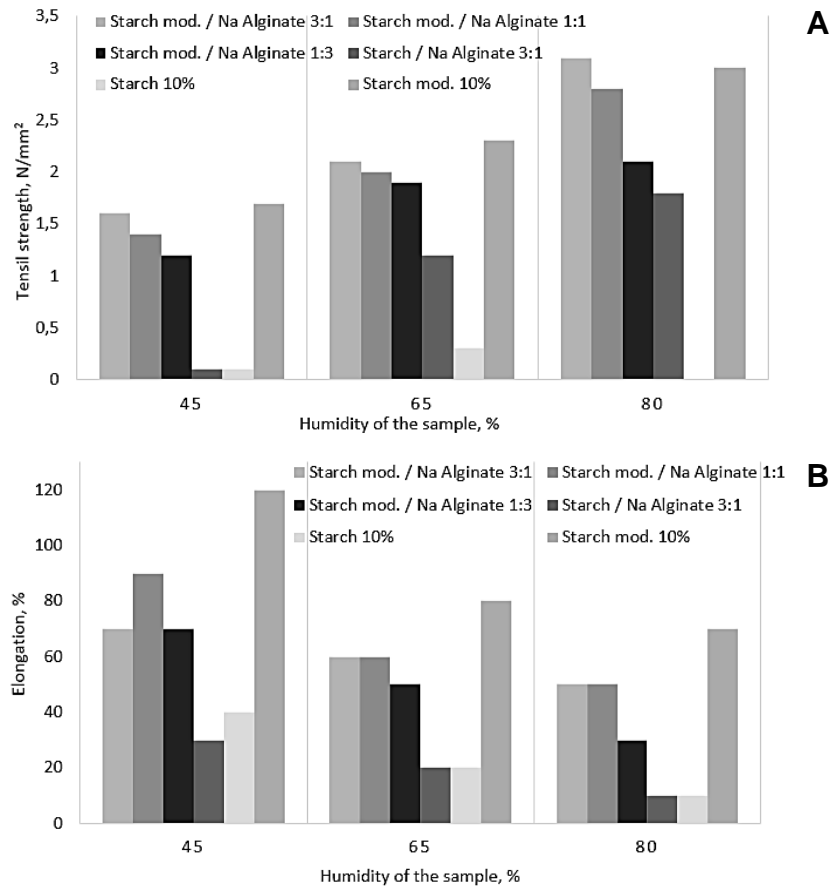 A
Starch mod. / Na Alginate 3:1 Starch mod. / Na Alginate 1:1
Starch mod. / Na Alginate 1:3 Starch / Na Alginate 3:1
Starch 10% Starch mod. 10%
Tensil strength, N/mm²
3,5
3
2,5
2
1,5
1
0,5
0
45 65 80
Humidity of the sample, %
B
Starch mod. / Na Alginate 3:1 Starch mod. / Na Alginate 1:1
Starch mod. / Na Alginate 1:3 Starch / Na Alginate 3:1
Starch 10% Starch mod. 10%
Elongation, %
120
100
80
60
40
20
0
45 65 80
Humidity of the sample, %